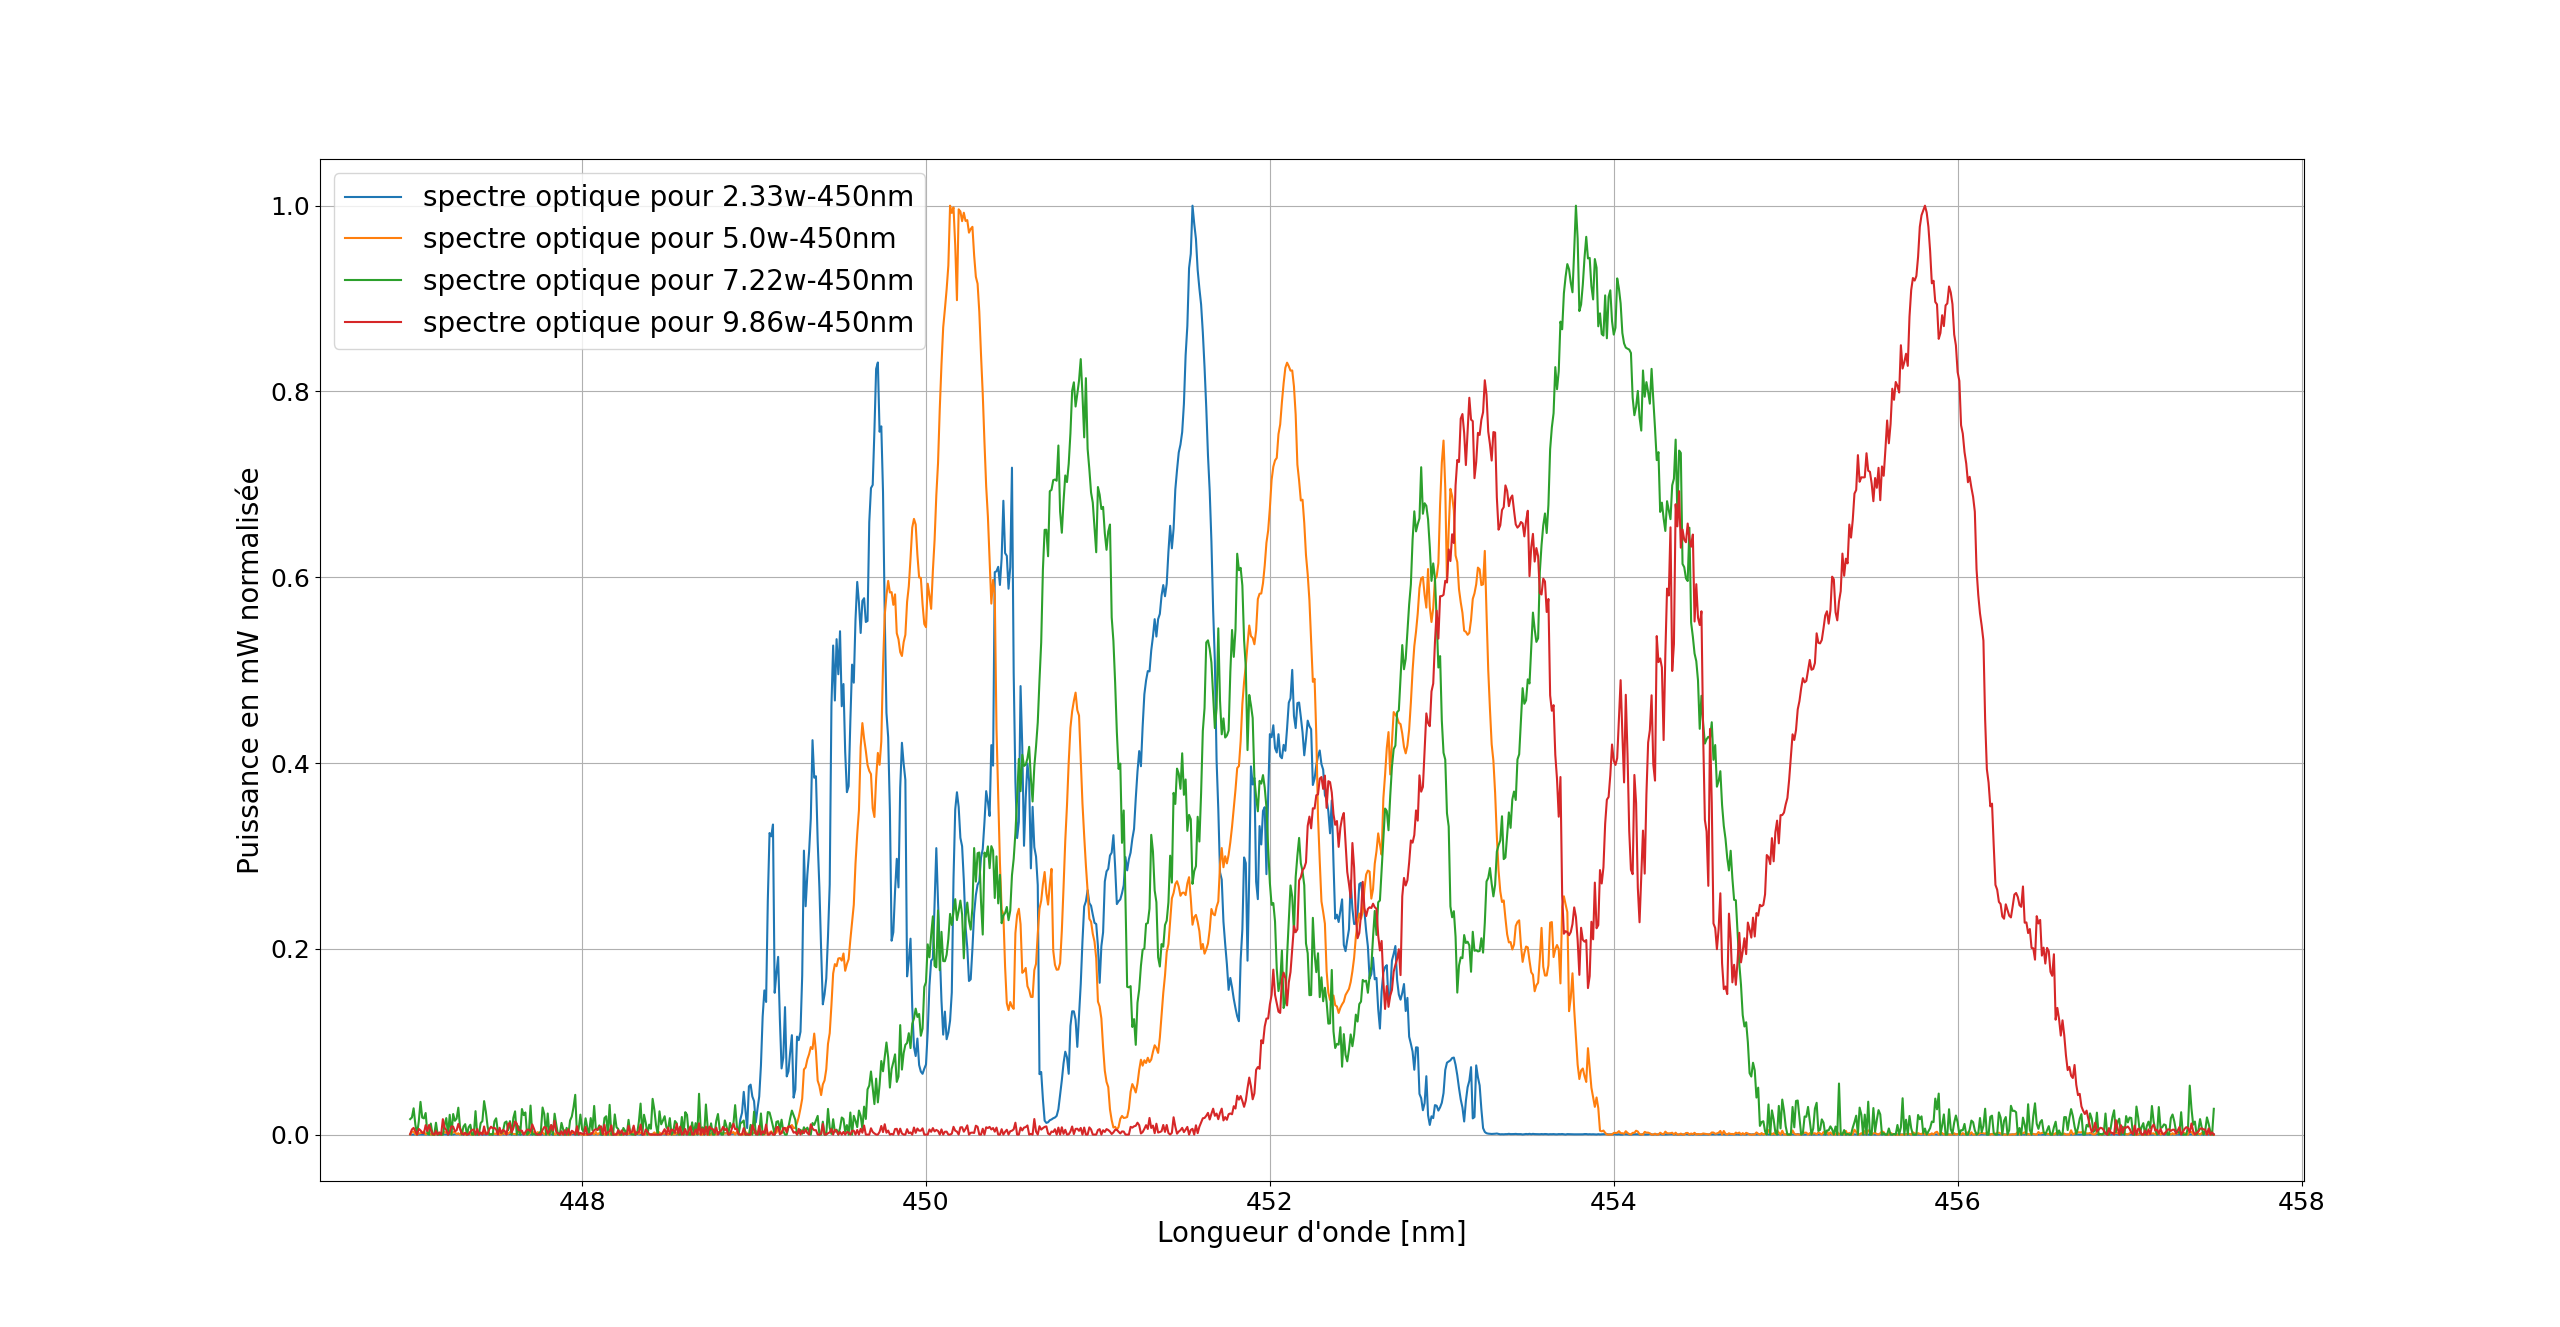 spectre optique pour 2.33w-450nm
spectre optique pour 5.0w-450nm
spectre optique pour 7.22w-450nm
spectre optique pour 9.86w-450nm
Puissance en mW normalisée
1.0
0.8
0.6
0.4
0.2
0.0
448 450 452 454 456 458
Longueur d'onde [nm]